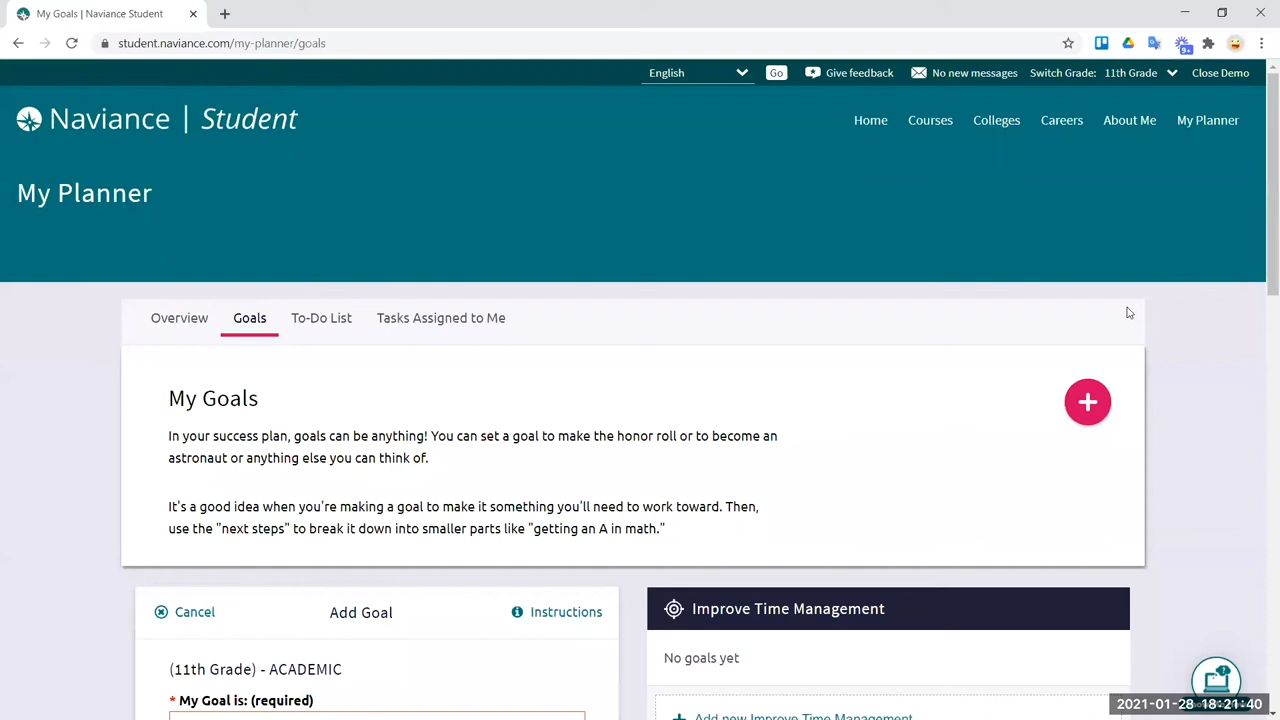 My Goals | Naviance Student
student.naviance.com/my-planner/goals
9+
English Go Give feedback No new messages Switch Grade: 11th Grade Close Demo
Naviance | Student
Home Courses Colleges Careers About Me My Planner
My Planner
Overview Goals To-Do List Tasks Assigned to Me
My Goals
In your success plan, goals can be anything! You can set a goal to make the honor roll or to become an
astronaut or anything else you can think of.
It's a good idea when you're making a goal to make it something you'll need to work toward. Then,
use the "next steps" to break it down into smaller parts like "getting an A in math."
Cancel Add Goal Instructions
Improve Time Management
(11th Grade) - ACADEMIC
No goals yet
* My Goal is: (required)
Add new Improve Time Management
2021-01-28 18:21:40